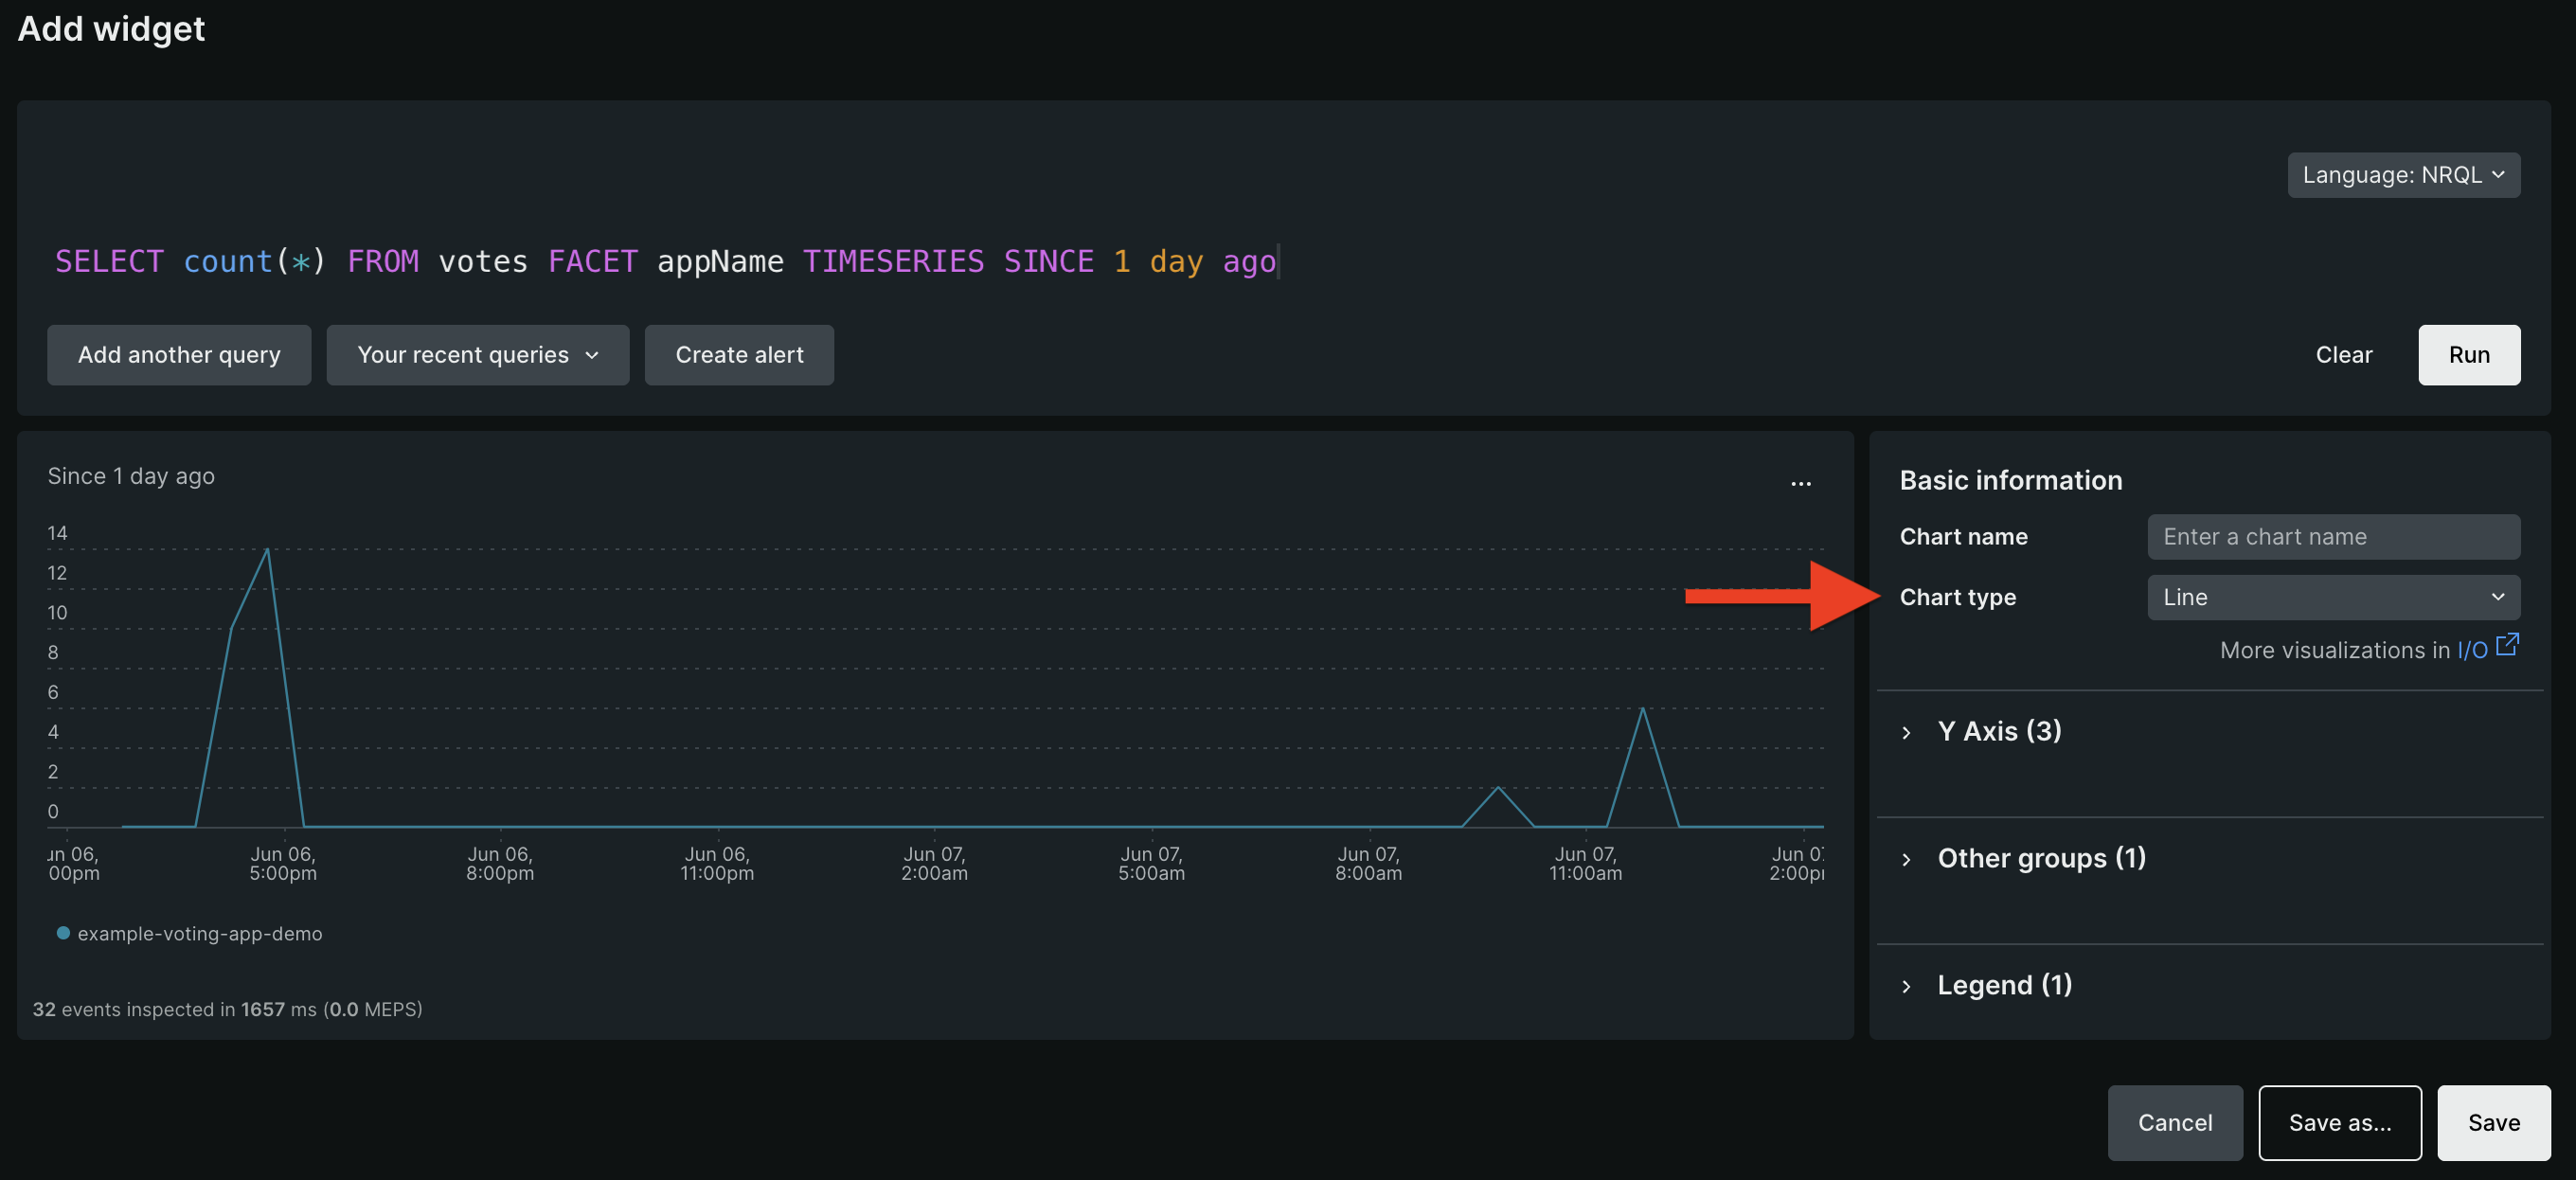 Add widget
Language: NRQL
SELECT count(*) FROM votes FACET appName TIMESERIES SINCE 1 day ago
Add another query
Your recent queries
Create alert
Clear
Run
Since 1 day ago
...
14
12
10
8
6
4
2
0
06,
00pm
Jun 06,
5:00pm
Jun 06,
8:00pm
Jun 06,
11:00pm
Jun 07,
2:00am
Jun 07,
5:00am
Jun 07,
8:00am
Jun 07,
11:00am
Jun
2:00p
example-voting-app-demo
32 events inspected in 1657 ms (0.0 MEPS)
Basic information
Chart name
Enter a chart name
Chart type
Line
More visualizations in I/O
Y Axis (3)
Other groups (1)
Legend (1)
Cancel
Save as...
Save